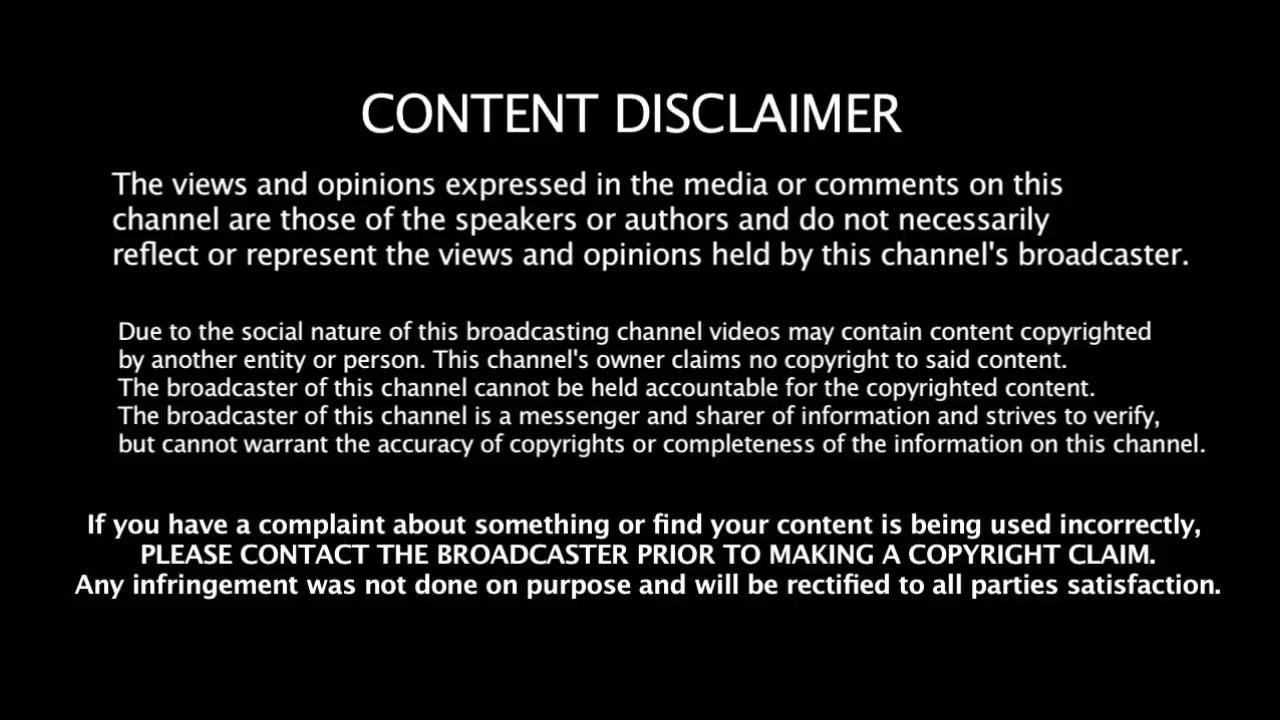 CONTENT DISCLAIMER
The views and opinions expressed in the media or comments on this
channel are those of the speakers or authors and do not necessarily
reflect or represent the views and opinions held by this channel's broadcaster.
Due to the social nature of this broadcasting channel videos may contain content copyrighted
by another entity or person. This channel's owner claims no copyright to said content.
The broadcaster of this channel cannot be held accountable for the copyrighted content.
The broadcaster of this channel is a messenger and sharer of information and strives to verify,
but cannot warrant the accuracy of copyrights or completeness of the information on this channel.
If you have a complaint about something or find your content is being used incorrectly,
PLEASE CONTACT THE BROADCASTER PRIOR TO MAKING A COPYRIGHT CLAIM.
Any infringement was not done on purpose and will be rectified to all parties satisfaction.